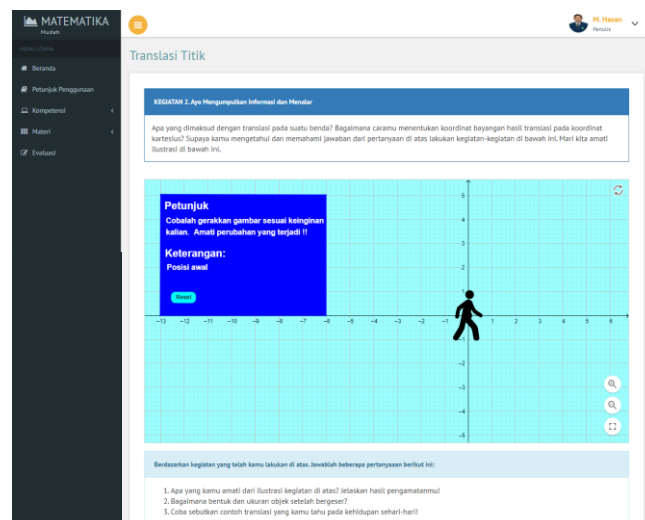 MATEMATIKA
Mudah
M. Hasan
Penulis
MENU UTAMA
Beranda
Petunjuk Penggunaan
Kompetensi
Materi
Evaluasi
Translasi Titik
KEGIATAN 2. Ayo Mengumpulkan Informasi dan Menalar
Apa yang dimaksud dengan translasi pada suatu benda? Bagaimana caramu menentukan koordinat bayangan hasil translasi pada koordinat
kartesius? Supaya kamu mengetahui dan memahami jawaban dari pertanyaan di atas lakukan kegiatan-kegiatan di bawah ini. Mari kita amati
ilustrasi di bawah ini.
Petunjuk
Cobalah gerakkan gambar sesuai keinginan
kalian. Amati perubahan yang terjadi !!
Keterangan:
Posisi awal
Reset
5
4
3
2
1
-13 -12 -11 -10 -9 -8 -7 -6 -5 -4 -3 -2 -1 1 2 3 4 5 6
-1
-2
-3
-4
-5
Berdasarkan kegiatan yang telah kamu lakukan di atas. Jawablah beberapa pertanyaaan berikut ini:
1. Apa yang kamu amati dari ilustrasi kegiatan di atas? Jelaskan hasil pengamatanmu!
2. Bagaimana bentuk dan ukuran objek setelah bergeser?
3. Coba sebutkan contoh translasi yang kamu tahu pada kehidupan sehari-hari!